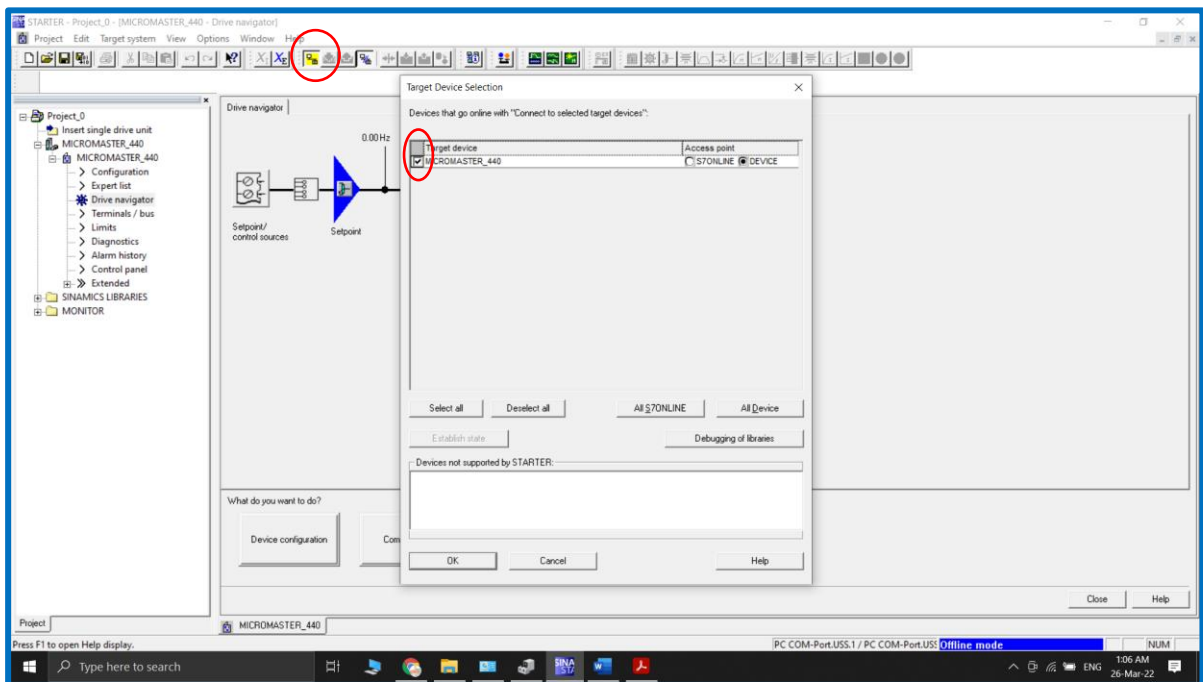 STARTER - Project_0 - [MICROMASTER_440 - Drive navigator]
Project Edit Target system View Options Window Help
Project_0
Insert single drive unit
MICROMASTER_440
MICROMASTER_440
Configuration
Expert list
Drive navigator
Terminals / bus
Limits
Diagnostics
Alarm history
Control panel
Extended
SINAMICS LIBRARIES
MONITOR
Project
Drive navigator
0.00 Hz
Setpoint/
control sources
Setpoint
What do you want to do?
Device configuration
Com
Target Device Selection
Devices that go online with "Connect to selected target devices":
Target device Access point
MICROMASTER_440 S7ONLINE DEVICE
Select all Deselect all All S7ONLINE All Device
Establish state Debugging of libraries
Devices not supported by STARTER:
OK Cancel Help
Close Help
MICROMASTER_440
Press F1 to open Help display. PC COM-Port.USS.1 / PC COM-Port.USS Offline mode NUM
Type here to search
ENG
1:06 AM
26-Mar-22